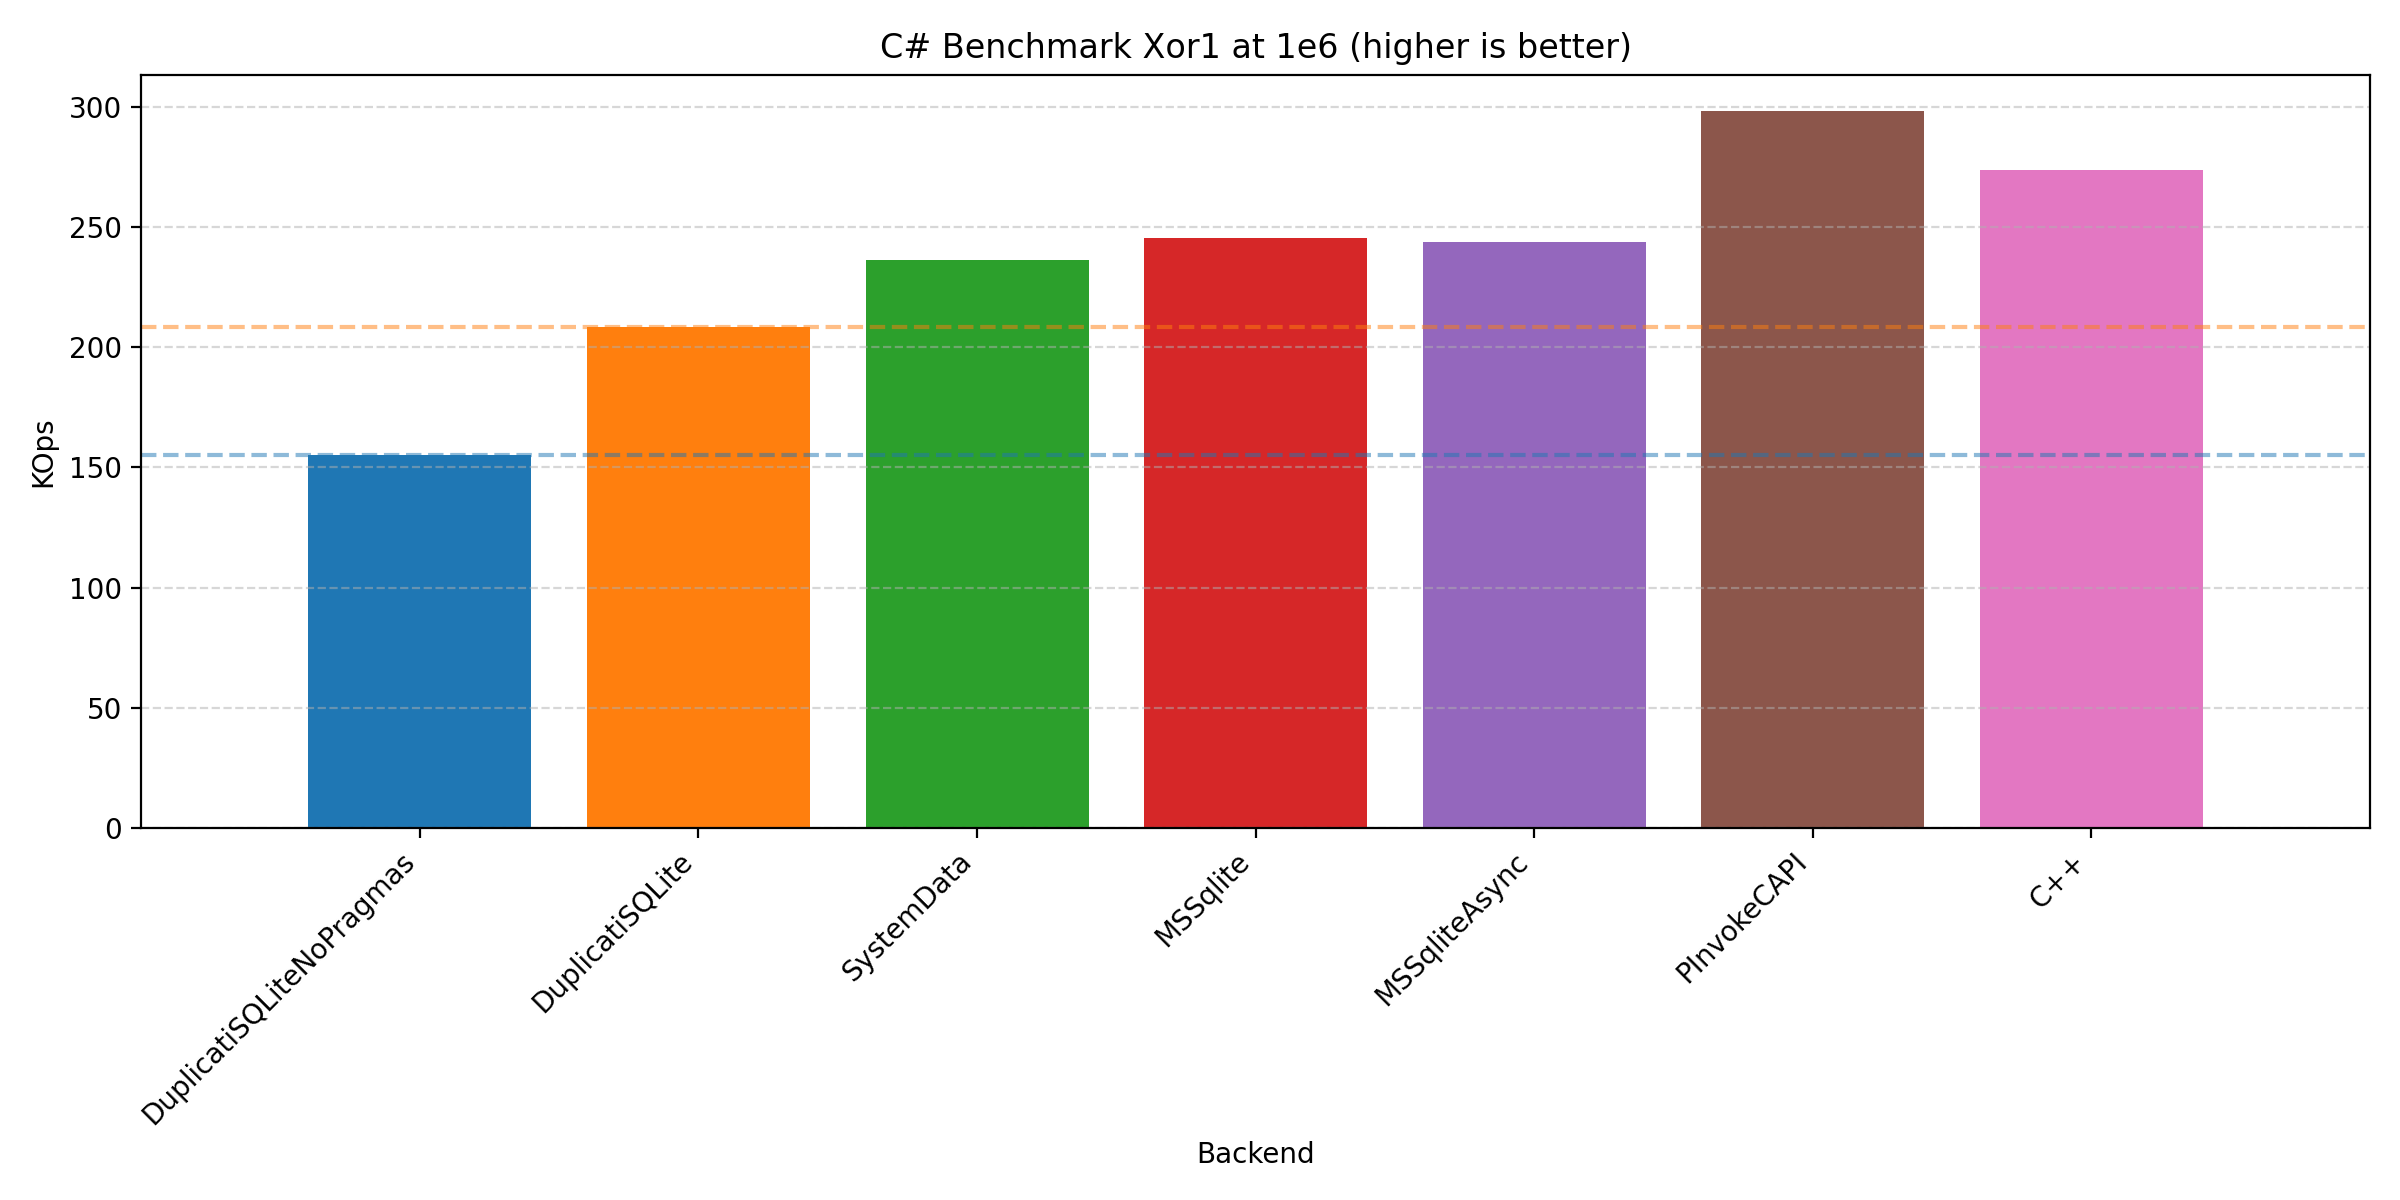 C# Benchmark Xor1 at 1e6 (higher is better)
300
250
200
150
100
50
0
KOps
DuplicatiSQLiteNoPragmas
DuplicatiSQLite
SystemData
MSSqlite
MSSqliteAsync
PInvokeCAPI
C++
Backend